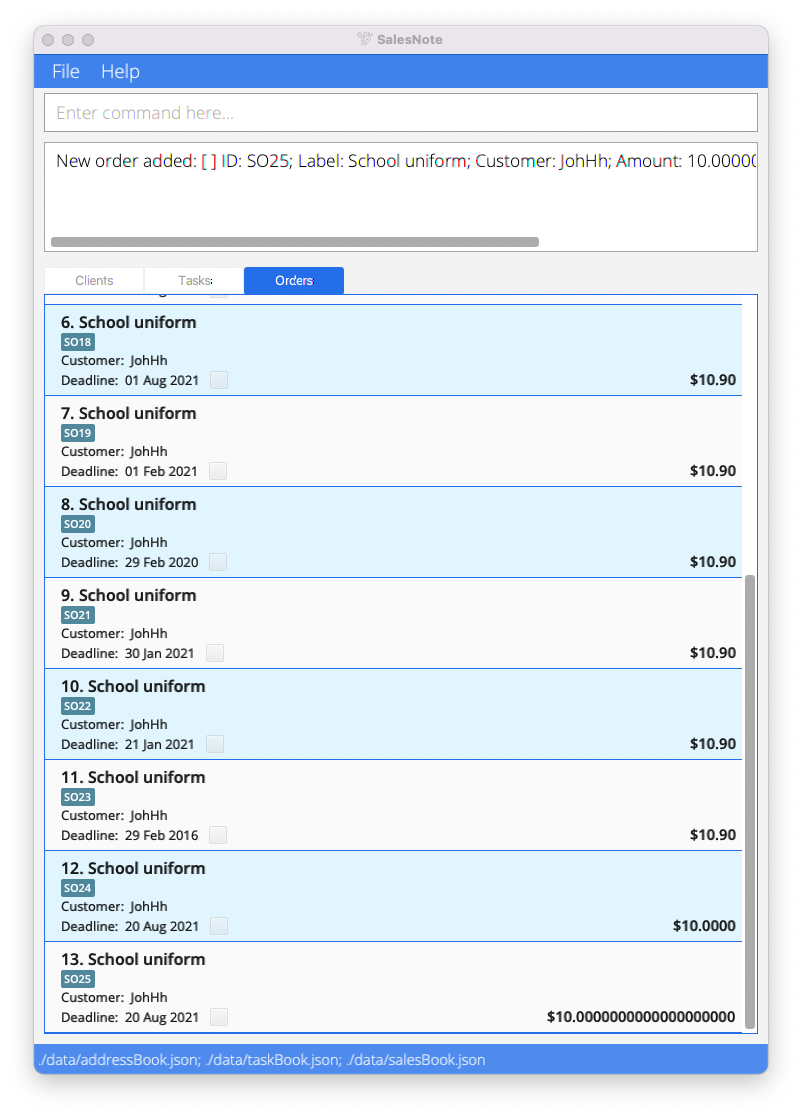 SalesNote
File Help
Enter command here...
New order added: [ ] ID: SO25; Label: School uniform; Customer: JohHh; Amount: 10.00000
Clients Tasks Orders
6. School uniform
SO18
Customer: JohHh
Deadline: 01 Aug 2021 $10.90
7. School uniform
SO19
Customer: JohHh
Deadline: 01 Feb 2021 $10.90
8. School uniform
SO20
Customer: JohHh
Deadline: 29 Feb 2020 $10.90
9. School uniform
SO21
Customer: JohHh
Deadline: 30 Jan 2021 $10.90
10. School uniform
SO22
Customer: JohHh
Deadline: 21 Jan 2021 $10.90
11. School uniform
SO23
Customer: JohHh
Deadline: 29 Feb 2016 $10.90
12. School uniform
SO24
Customer: JohHh
Deadline: 20 Aug 2021 $10.0000
13. School uniform
SO25
Customer: JohHh
Deadline: 20 Aug 2021 $10.0000000000000000000
./data/addressBook.json; ./data/taskBook.json; ./data/salesBook.json